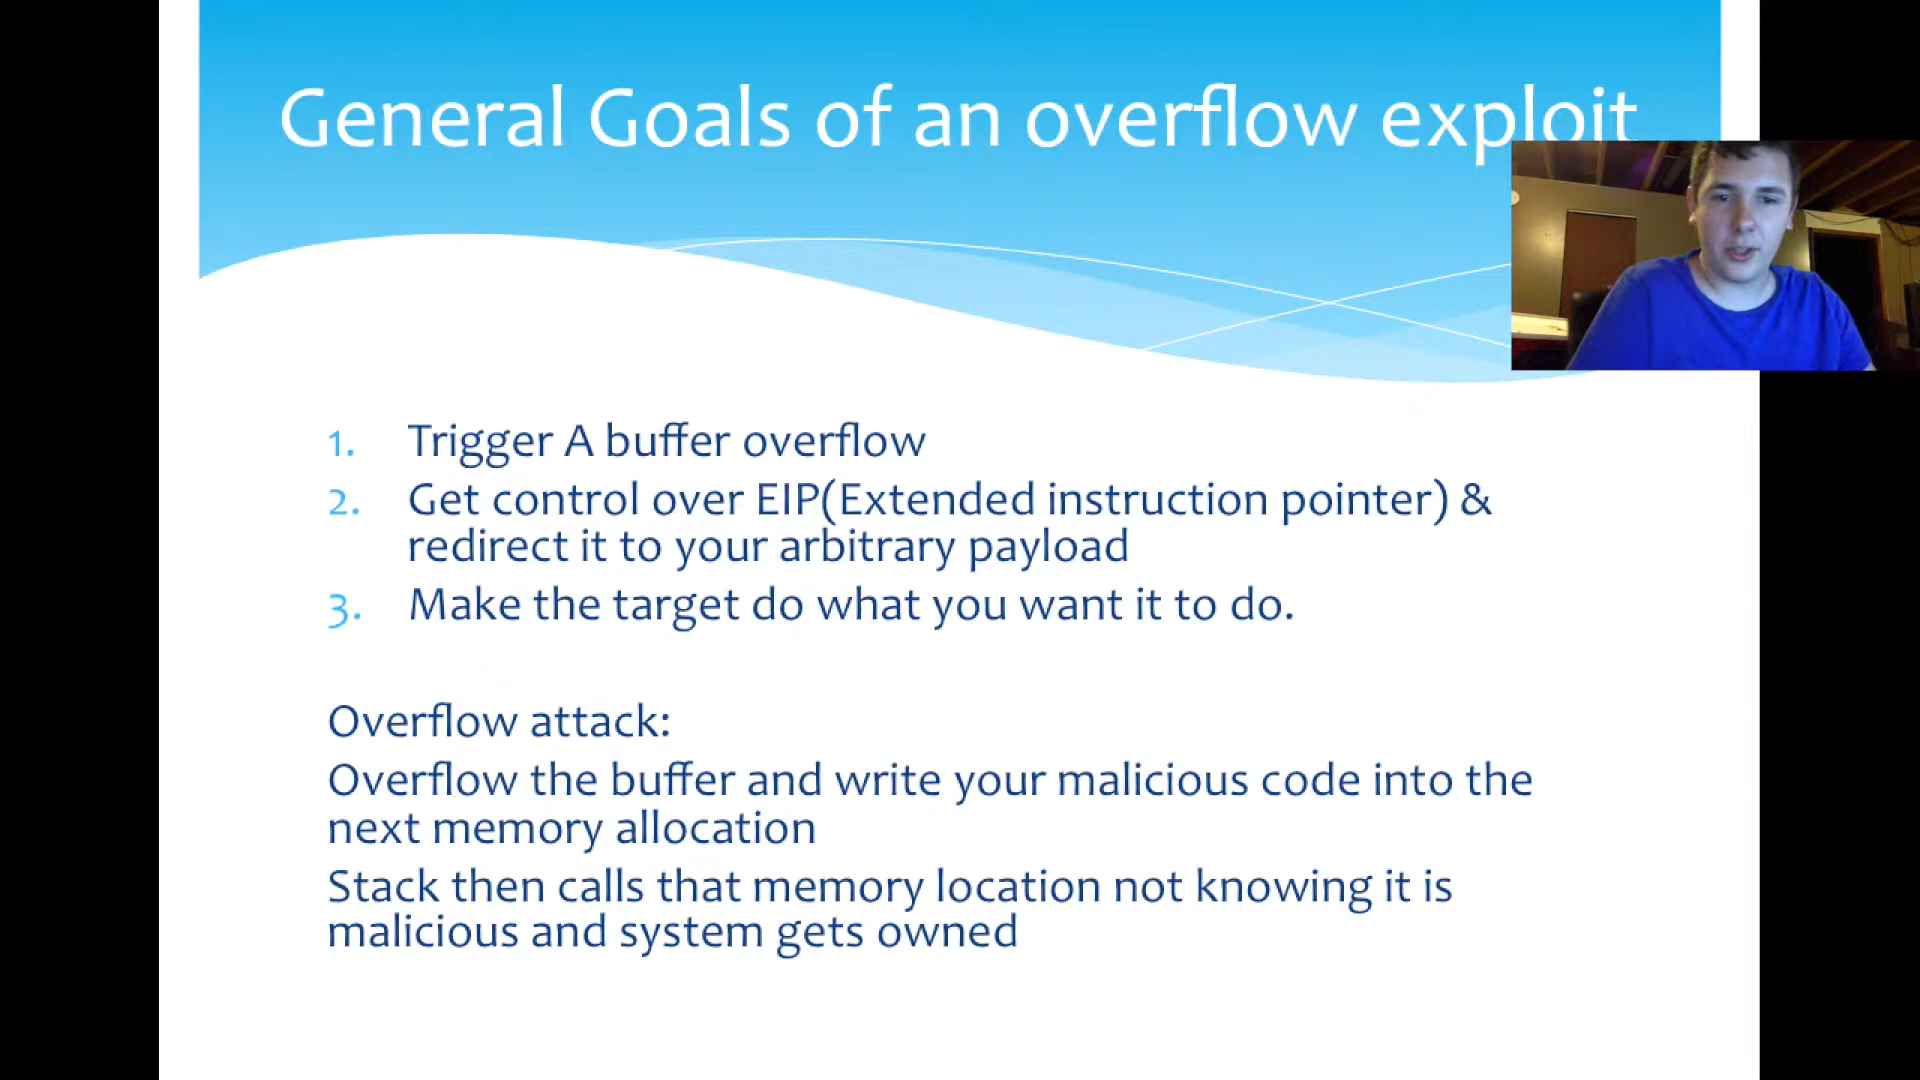 General Goals of an overflow exploit
1. Trigger A buffer overflow
2. Get control over EIP(Extended instruction pointer) &
redirect it to your arbitrary payload
3. Make the target do what you want it to do.
Overflow attack:
Overflow the buffer and write your malicious code into the
next memory allocation
Stack then calls that memory location not knowing it is
malicious and system gets owned